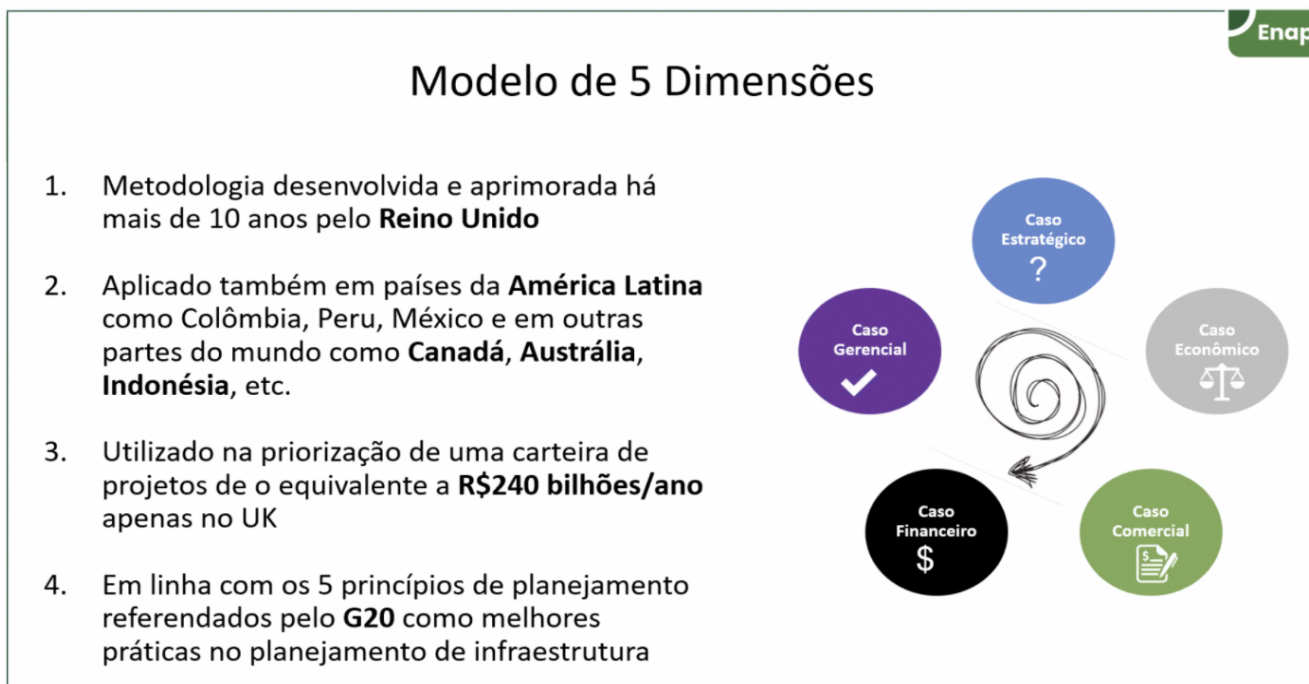 Enap
Modelo de 5 Dimensões
1. Metodologia desenvolvida e aprimorada há
mais de 10 anos pelo Reino Unido
2. Aplicado também em países da América Latina
como Colômbia, Peru, México e em outras
partes do mundo como Canadá, Austrália,
Indonésia, etc.
3. Utilizado na priorização de uma carteira de
projetos de o equivalente a R$240 bilhões/ano
apenas no UK
4. Em linha com os 5 princípios de planejamento
referendados pelo G20 como melhores
práticas no planejamento de infraestrutura
Caso
Estratégico
?
Caso
Gerencial
Caso
Econômico
Caso
Financeiro
$
Caso
Comercial
$